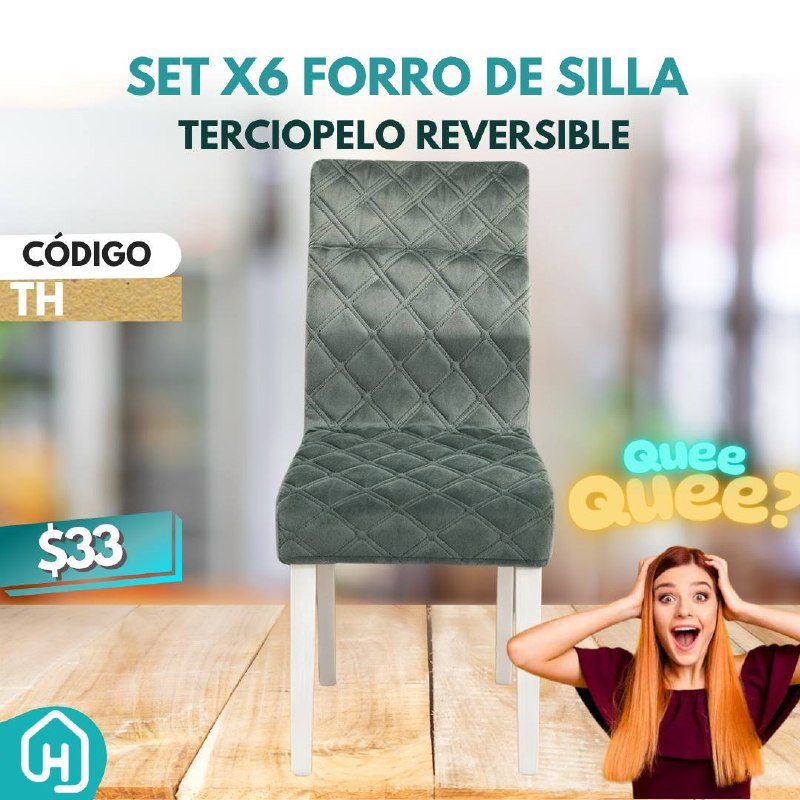 SET X6 FORRO DE SILLA
TERCIOPELO REVERSIBLE
CÓDIGO
TH
Quee
Quee?
$33
H